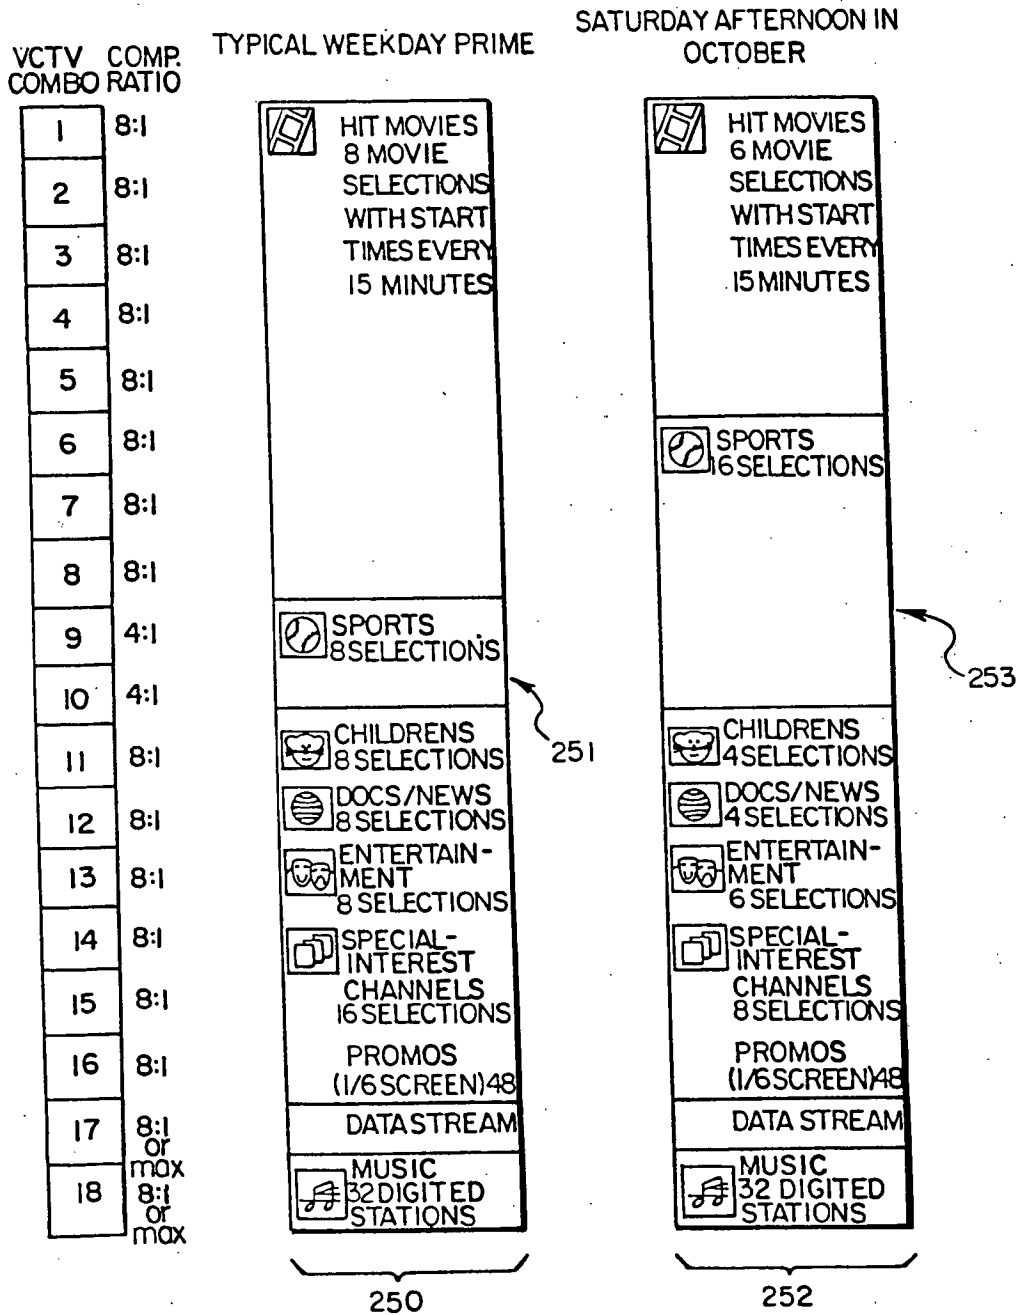 VCTV COMP.
COMBO RATIO
1 8:1
2 8:1
3 8:1
4 8:1
5 8:1
6 8:1
7 8:1
8 8:1
9 4:1
10 4:1
11 8:1
12 8:1
13 8:1
14 8:1
15 8:1
16 8:1
17 8:1
or
max
18 8:1
or
max
TYPICAL WEEKDAY PRIME
HIT MOVIES
8 MOVIE
SELECTIONS
WITH START
TIMES EVERY
15 MINUTES
SPORTS
8 SELECTIONS
251
CHILDRENS
8 SELECTIONS
DOCS/NEWS
8 SELECTIONS
ENTERTAIN-
MENT
8 SELECTIONS
SPECIAL-
INTEREST
CHANNELS
16 SELECTIONS
PROMOS
(1/6 SCREEN) 48
DATA STREAM
MUSIC
32 DIGITED
STATIONS
250
SATURDAY AFTERNOON IN
OCTOBER
HIT MOVIES
6 MOVIE
SELECTIONS
WITH START
TIMES EVERY
15 MINUTES
SPORTS
16 SELECTIONS
253
CHILDRENS
4 SELECTIONS
DOCS/NEWS
4 SELECTIONS
ENTERTAIN-
MENT
6 SELECTIONS
SPECIAL-
INTEREST
CHANNELS
8 SELECTIONS
PROMOS
(1/6 SCREEN) 48
DATA STREAM
MUSIC
32 DIGITED
STATIONS
252